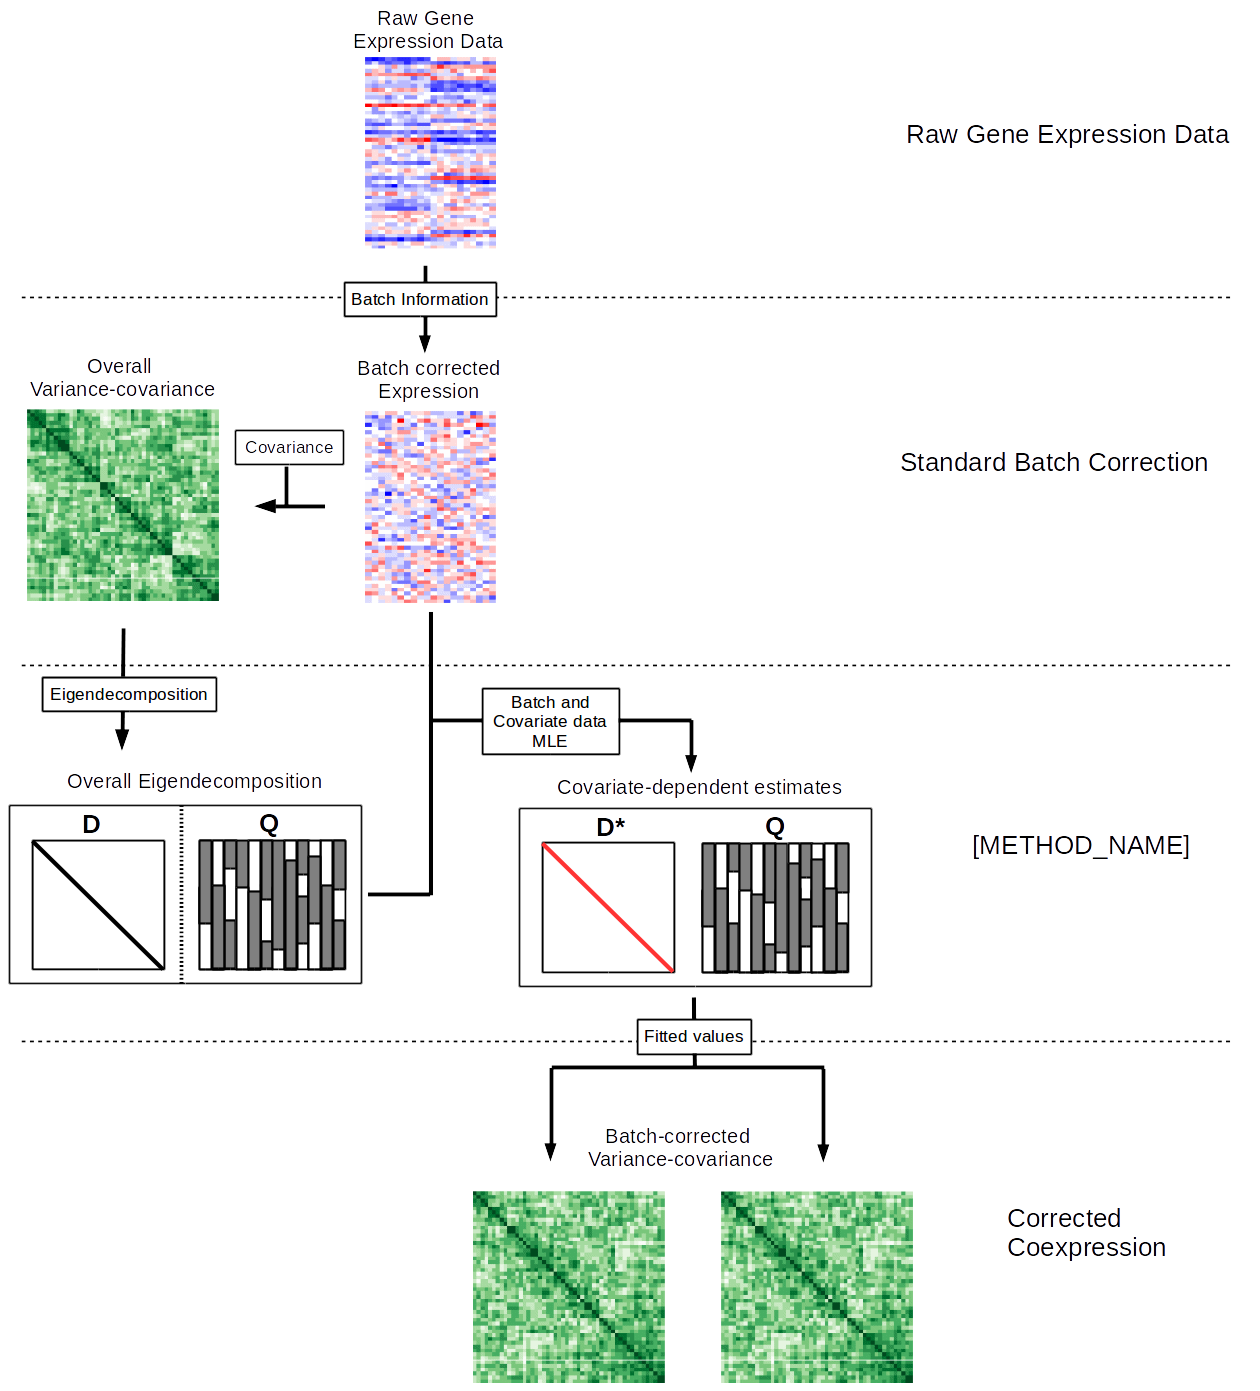 Raw Gene
Expression Data
Raw Gene Expression Data
Batch Information
Overall
Variance-covariance
Batch corrected
Expression
Covariance
Standard Batch Correction
Eigendecomposition
Batch and
Covariate data
MLE
Overall Eigendecomposition
D
Q
Covariate-dependent estimates
D*
Q
[METHOD_NAME]
Fitted values
Batch-corrected
Variance-covariance
Corrected
Coexpression